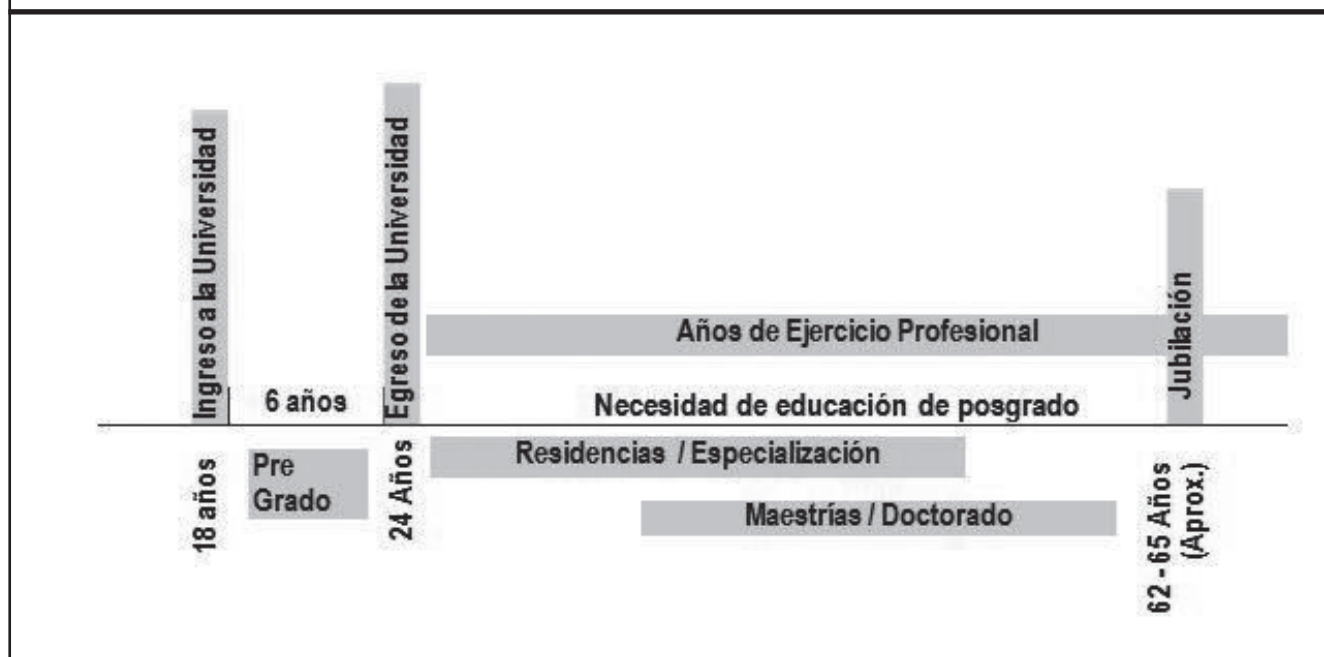 Ingreso a la Universidad
Egreso de la Universidad
Años de Ejercicio Profesional
Jubilación
6 años
Necesidad de educación de posgrado
18 años
Pre
Grado
24 Años
Residencias / Especialización
Maestrías / Doctorado
62 - 65 Años
(Aprox.)